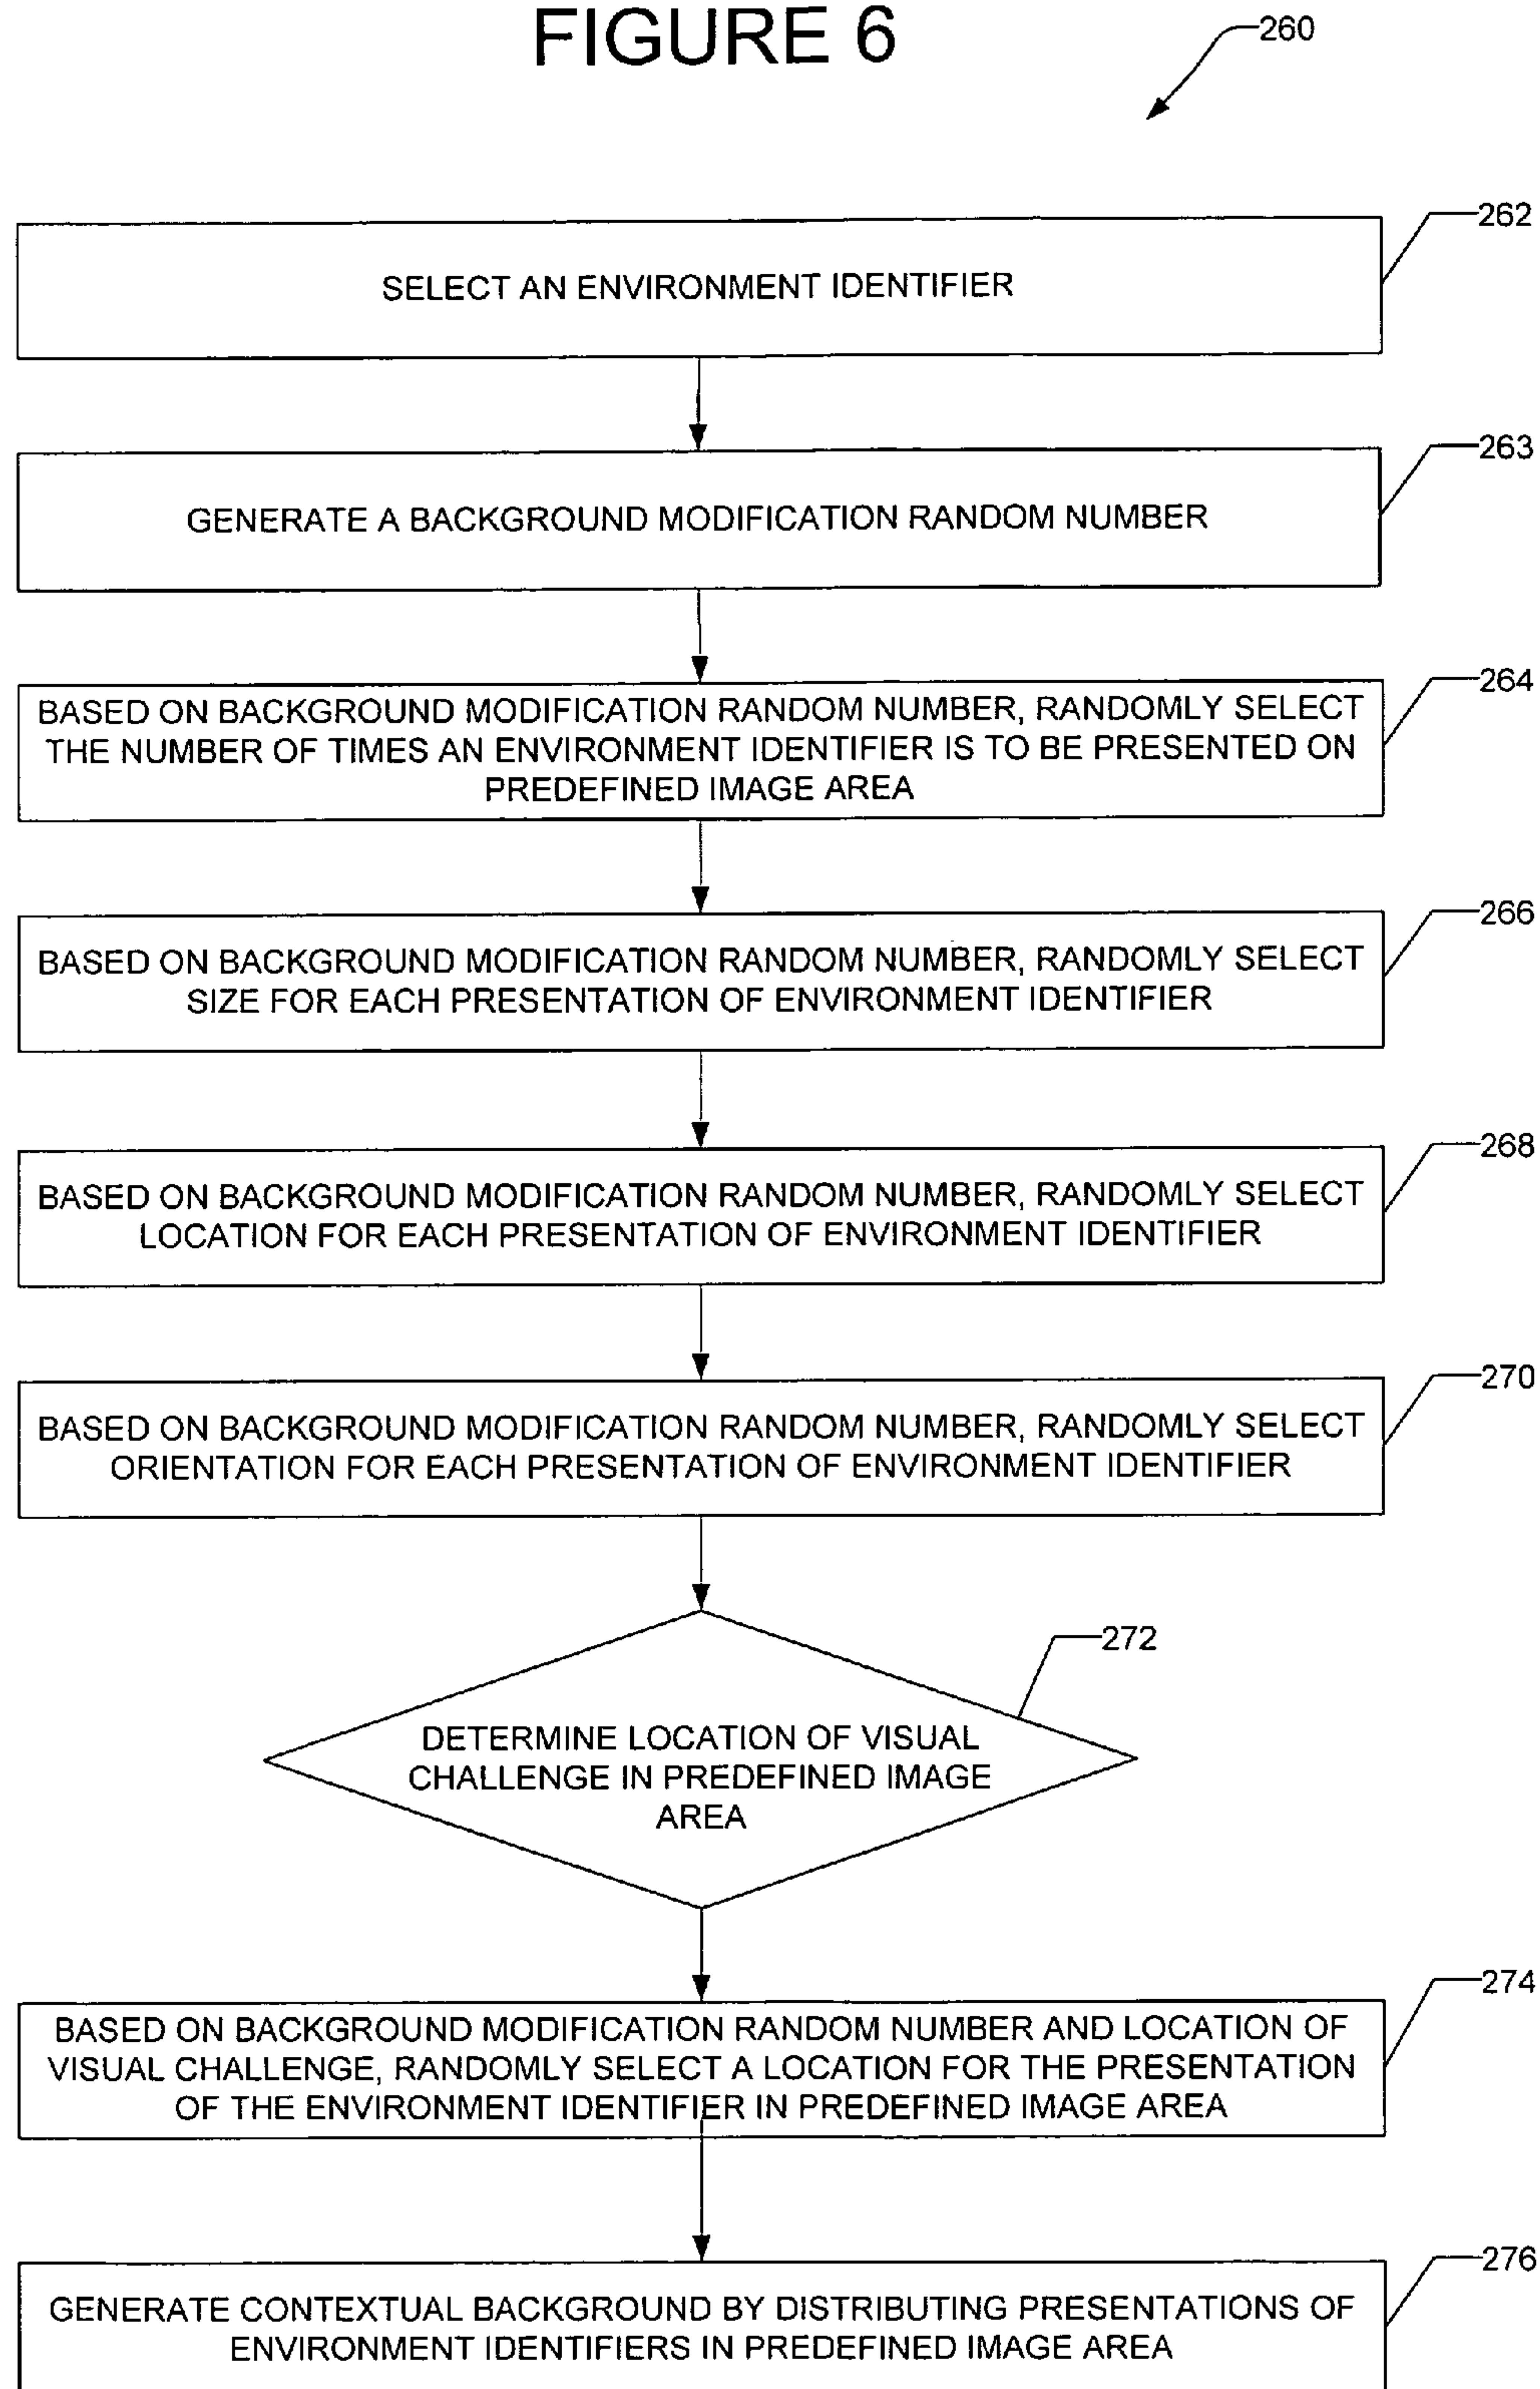 FIGURE 6
260
262
SELECT AN ENVIRONMENT IDENTIFIER
263
GENERATE A BACKGROUND MODIFICATION RANDOM NUMBER
264
BASED ON BACKGROUND MODIFICATION RANDOM NUMBER, RANDOMLY SELECT
THE NUMBER OF TIMES AN ENVIRONMENT IDENTIFIER IS TO BE PRESENTED ON
PREDEFINED IMAGE AREA
266
BASED ON BACKGROUND MODIFICATION RANDOM NUMBER, RANDOMLY SELECT
SIZE FOR EACH PRESENTATION OF ENVIRONMENT IDENTIFIER
268
BASED ON BACKGROUND MODIFICATION RANDOM NUMBER, RANDOMLY SELECT
LOCATION FOR EACH PRESENTATION OF ENVIRONMENT IDENTIFIER
270
BASED ON BACKGROUND MODIFICATION RANDOM NUMBER, RANDOMLY SELECT
ORIENTATION FOR EACH PRESENTATION OF ENVIRONMENT IDENTIFIER
272
DETERMINE LOCATION OF VISUAL
CHALLENGE IN PREDEFINED IMAGE
AREA
274
BASED ON BACKGROUND MODIFICATION RANDOM NUMBER AND LOCATION OF
VISUAL CHALLENGE, RANDOMLY SELECT A LOCATION FOR THE PRESENTATION
OF THE ENVIRONMENT IDENTIFIER IN PREDEFINED IMAGE AREA
276
GENERATE CONTEXTUAL BACKGROUND BY DISTRIBUTING PRESENTATIONS OF
ENVIRONMENT IDENTIFIERS IN PREDEFINED IMAGE AREA